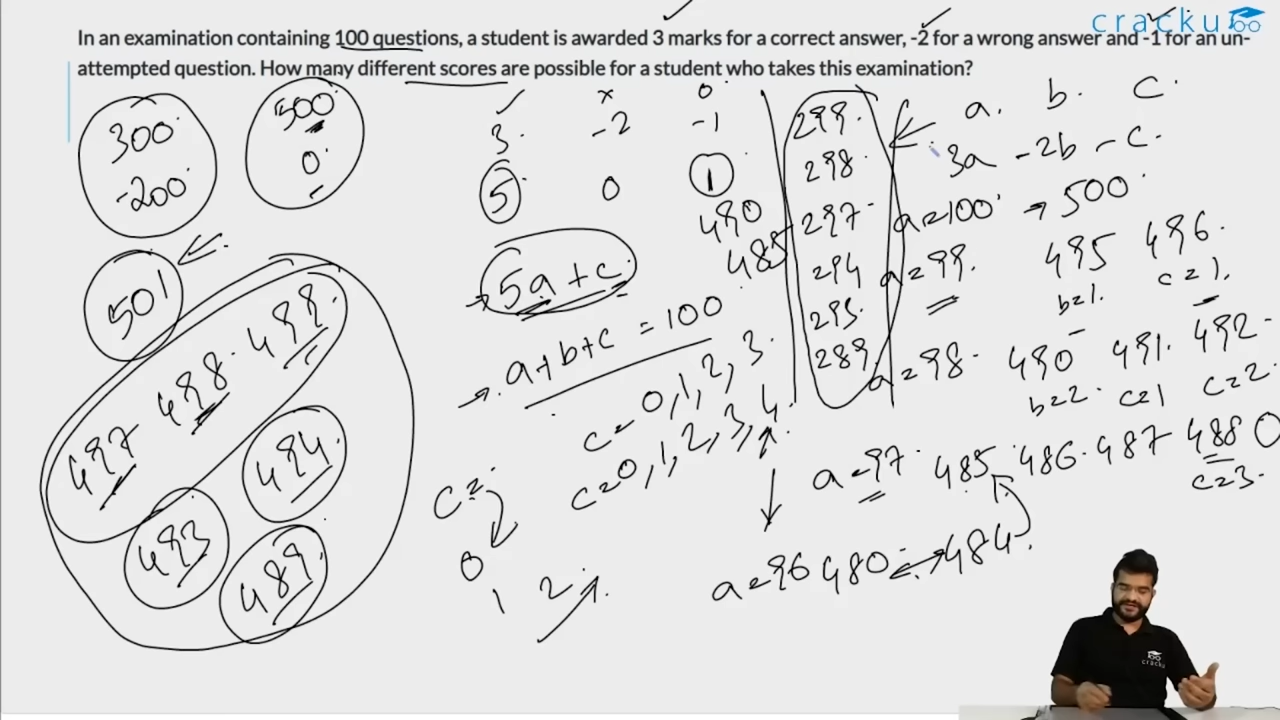 cracku
In an examination containing 100 questions, a student is awarded 3 marks for a correct answer, -2 for a wrong answer and -1 for an un-
attempted question. How many different scores are possible for a student who takes this examination?
300
-200
500
0
501
497 498 499
494
493
489
✓ x 0
3 -2 -1
5 0 1
5a + c
a+b+c = 100
c = 0, 1, 2, 3
c = 0, 1, 2, 3, 4
c =
0
1 2
490
485
299
298
297
294
293
289
a b c
3a - 2b - c
a=100 → 500
a=99 495 496
b=1 c=1
a=98 490 491 492
b=2 c=1 c=2
a=97 485 486 487 488
c=3
a=96 480 484
cracku